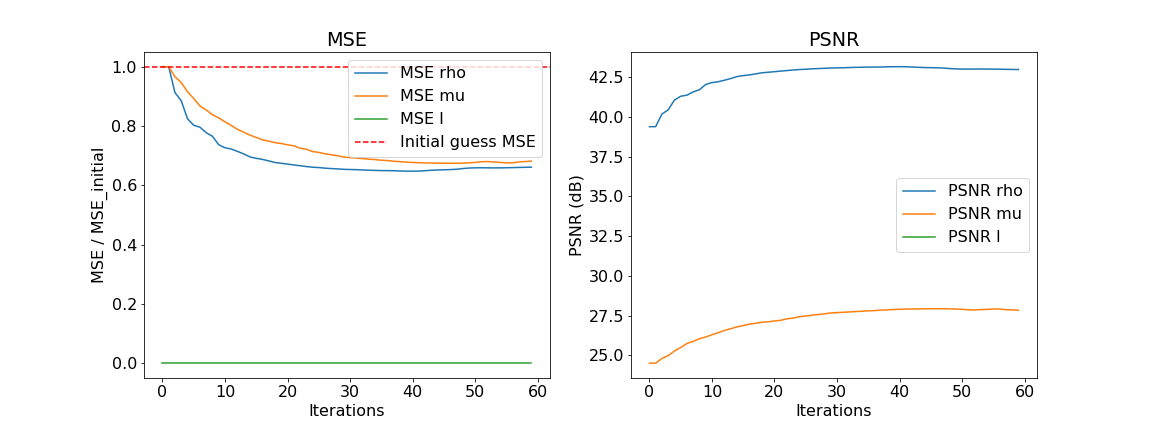 MSE
MSE / MSE_initial
1.0
0.8
0.6
0.4
0.2
0.0
0 10 20 30 40 50 60
Iterations
MSE rho
MSE mu
MSE l
Initial guess MSE
PSNR
PSNR (dB)
42.5
40.0
37.5
35.0
32.5
30.0
27.5
25.0
0 10 20 30 40 50 60
Iterations
PSNR rho
PSNR mu
PSNR l